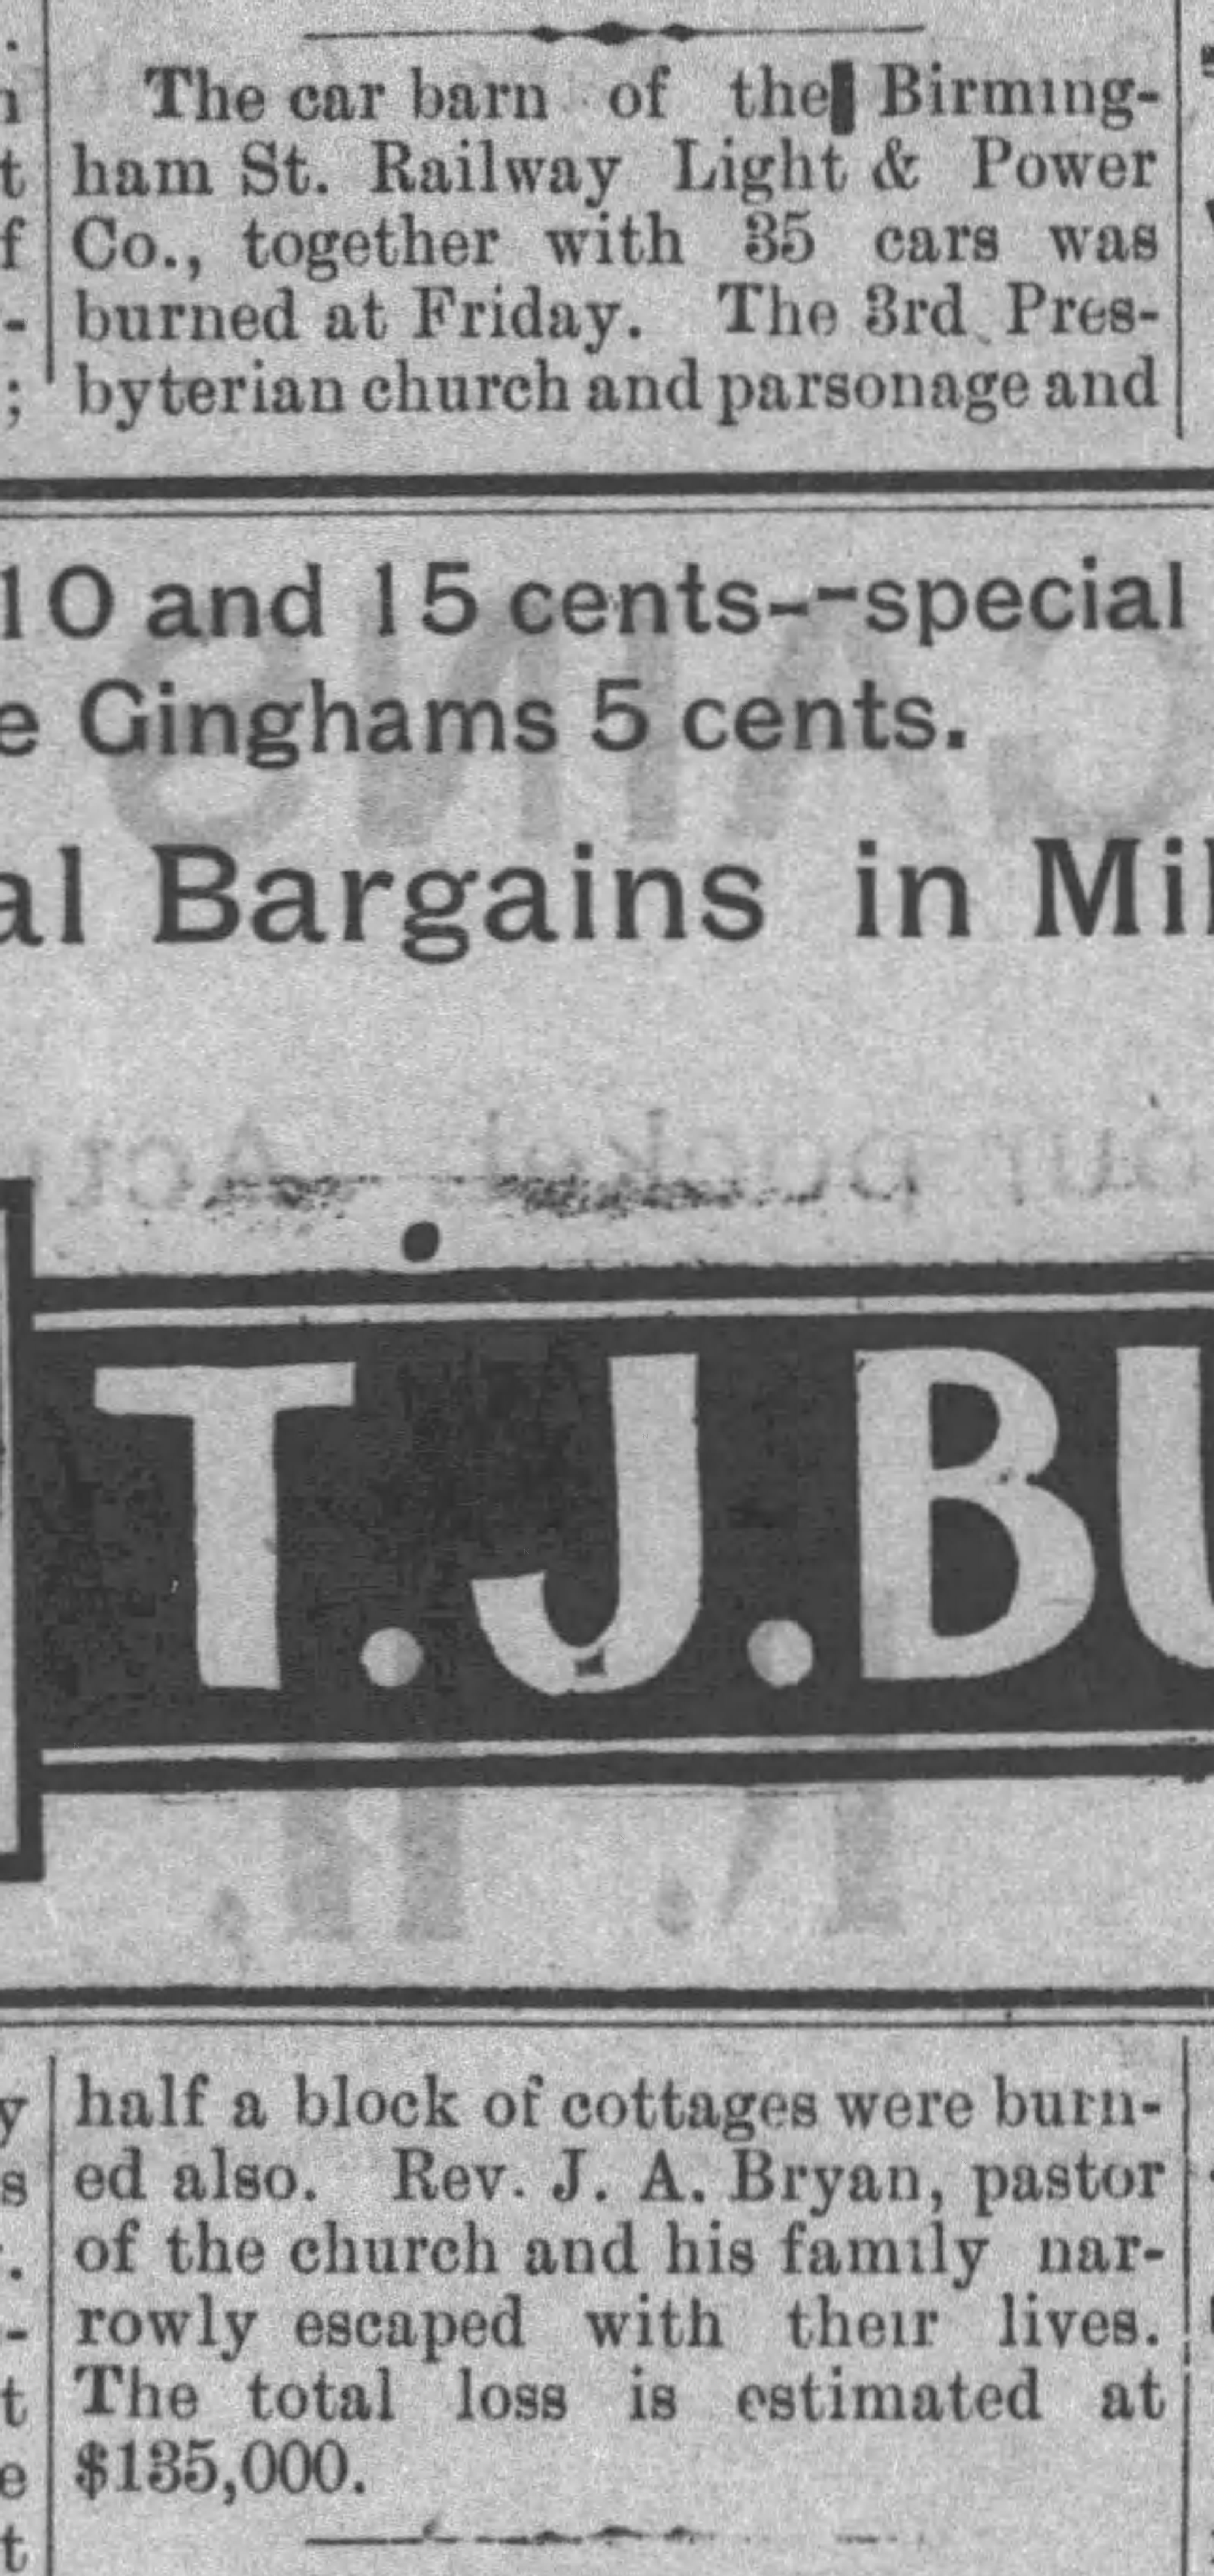 The car barn of the Birming-
ham St. Railway Light & Power
Co., together with 35 cars was
burned at Friday. The 3rd Pres-
byterian church and parsonage and
10 and 15 cents--special
e Ginghams 5 cents.
al Bargains in Mil
T.J.BU
half a block of cottages were burn-
ed also. Rev. J. A. Bryan, pastor
of the church and his family nar-
rowly escaped with their lives.
The total loss is estimated at
$135,000.